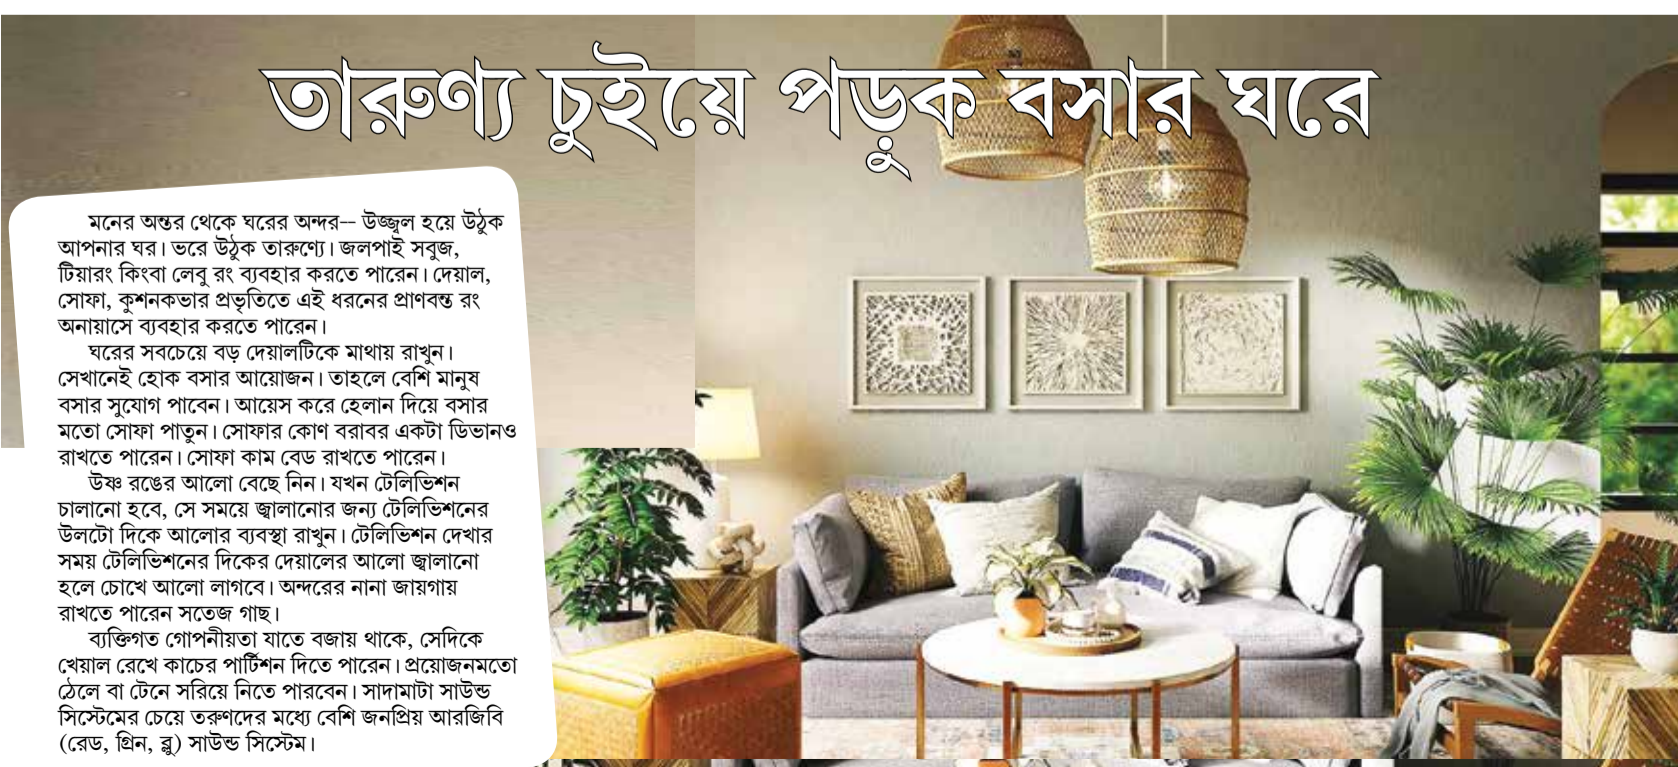 তারুণ্য চুইয়ে পড়ুক বসার ঘরে
মনের অন্তর থেকে ঘরের অন্দর-- উজ্জ্বল হয়ে উঠুক
আপনার ঘর। ভরে উঠুক তারুণ্যে। জলপাই সবুজ,
টিয়ারং কিংবা লেবু রং ব্যবহার করতে পারেন। দেয়াল,
সোফা, কুশনকভার প্রভৃতিতে এই ধরনের প্রাণবন্ত রং
অনায়াসে ব্যবহার করতে পারেন।
ঘরের সবচেয়ে বড় দেয়ালটিকে মাথায় রাখুন।
সেখানেই হোক বসার আয়োজন। তাহলে বেশি মানুষ
বসার সুযোগ পাবেন। আয়েস করে হেলান দিয়ে বসার
মতো সোফা পাতুন। সোফার কোণ বরাবর একটা ডিভানও
রাখতে পারেন। সোফা কাম বেড রাখতে পারেন।
উষ্ণ রঙের আলো বেছে নিন। যখন টেলিভিশন
চালানো হবে, সে সময়ে জ্বালানোর জন্য টেলিভিশনের
উলটো দিকে আলোর ব্যবস্থা রাখুন। টেলিভিশন দেখার
সময় টেলিভিশনের দিকের দেয়ালের আলো জ্বালানো
হলে চোখে আলো লাগবে। অন্দরের নানা জায়গায়
রাখতে পারেন সতেজ গাছ।
ব্যক্তিগত গোপনীয়তা যাতে বজায় থাকে, সেদিকে
খেয়াল রেখে কাচের পার্টিশন দিতে পারেন। প্রয়োজনমতো
ঠেলে বা টেনে সরিয়ে নিতে পারবেন। সাদামাটা সাউন্ড
সিস্টেমের চেয়ে তরুণদের মধ্যে বেশি জনপ্রিয় আরজিবি
(রেড, গ্রিন, ব্লু) সাউন্ড সিস্টেম।